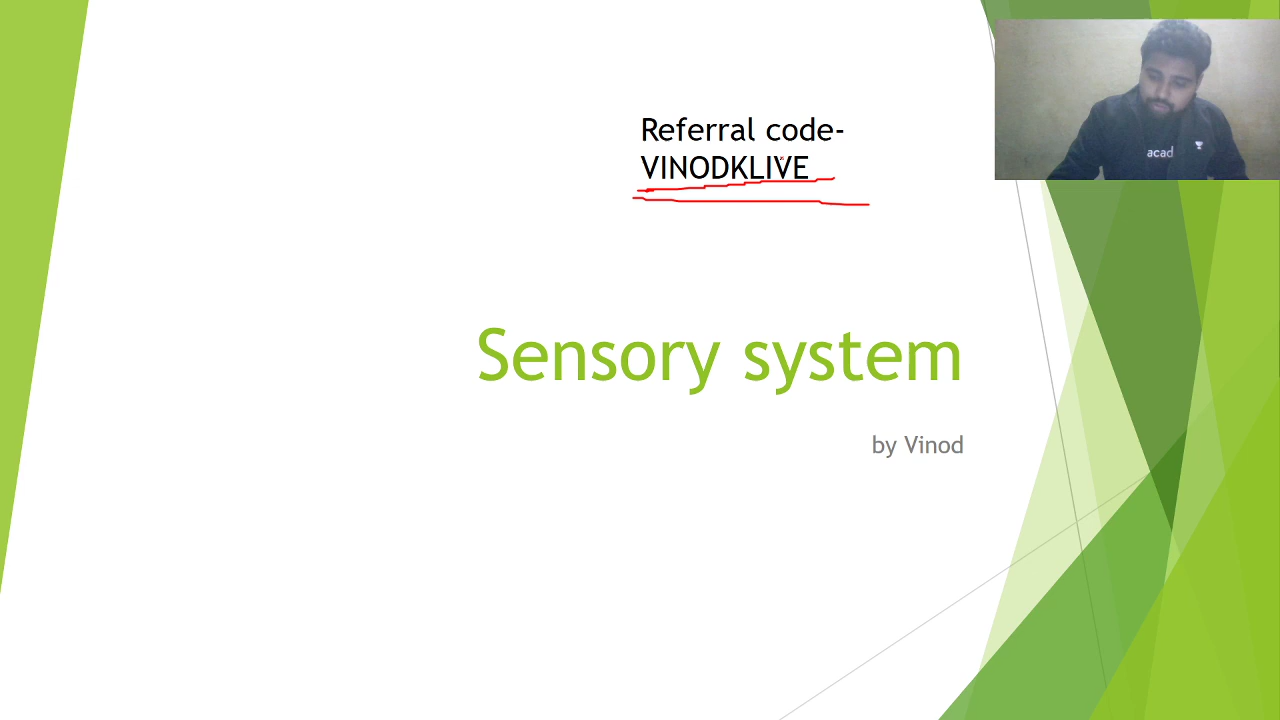 Referral code-
VINODKLIVE
acad
Sensory system
by Vinod